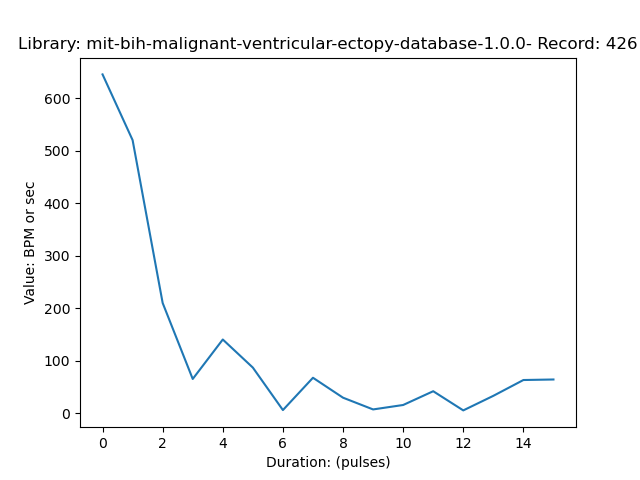 Library: mit-bih-malignant-ventricular-ectopy-database-1.0.0- Record: 426
600
500
400
300
200
100
0
Value: BPM or sec
0 2 4 6 8 10 12 14
Duration: (pulses)